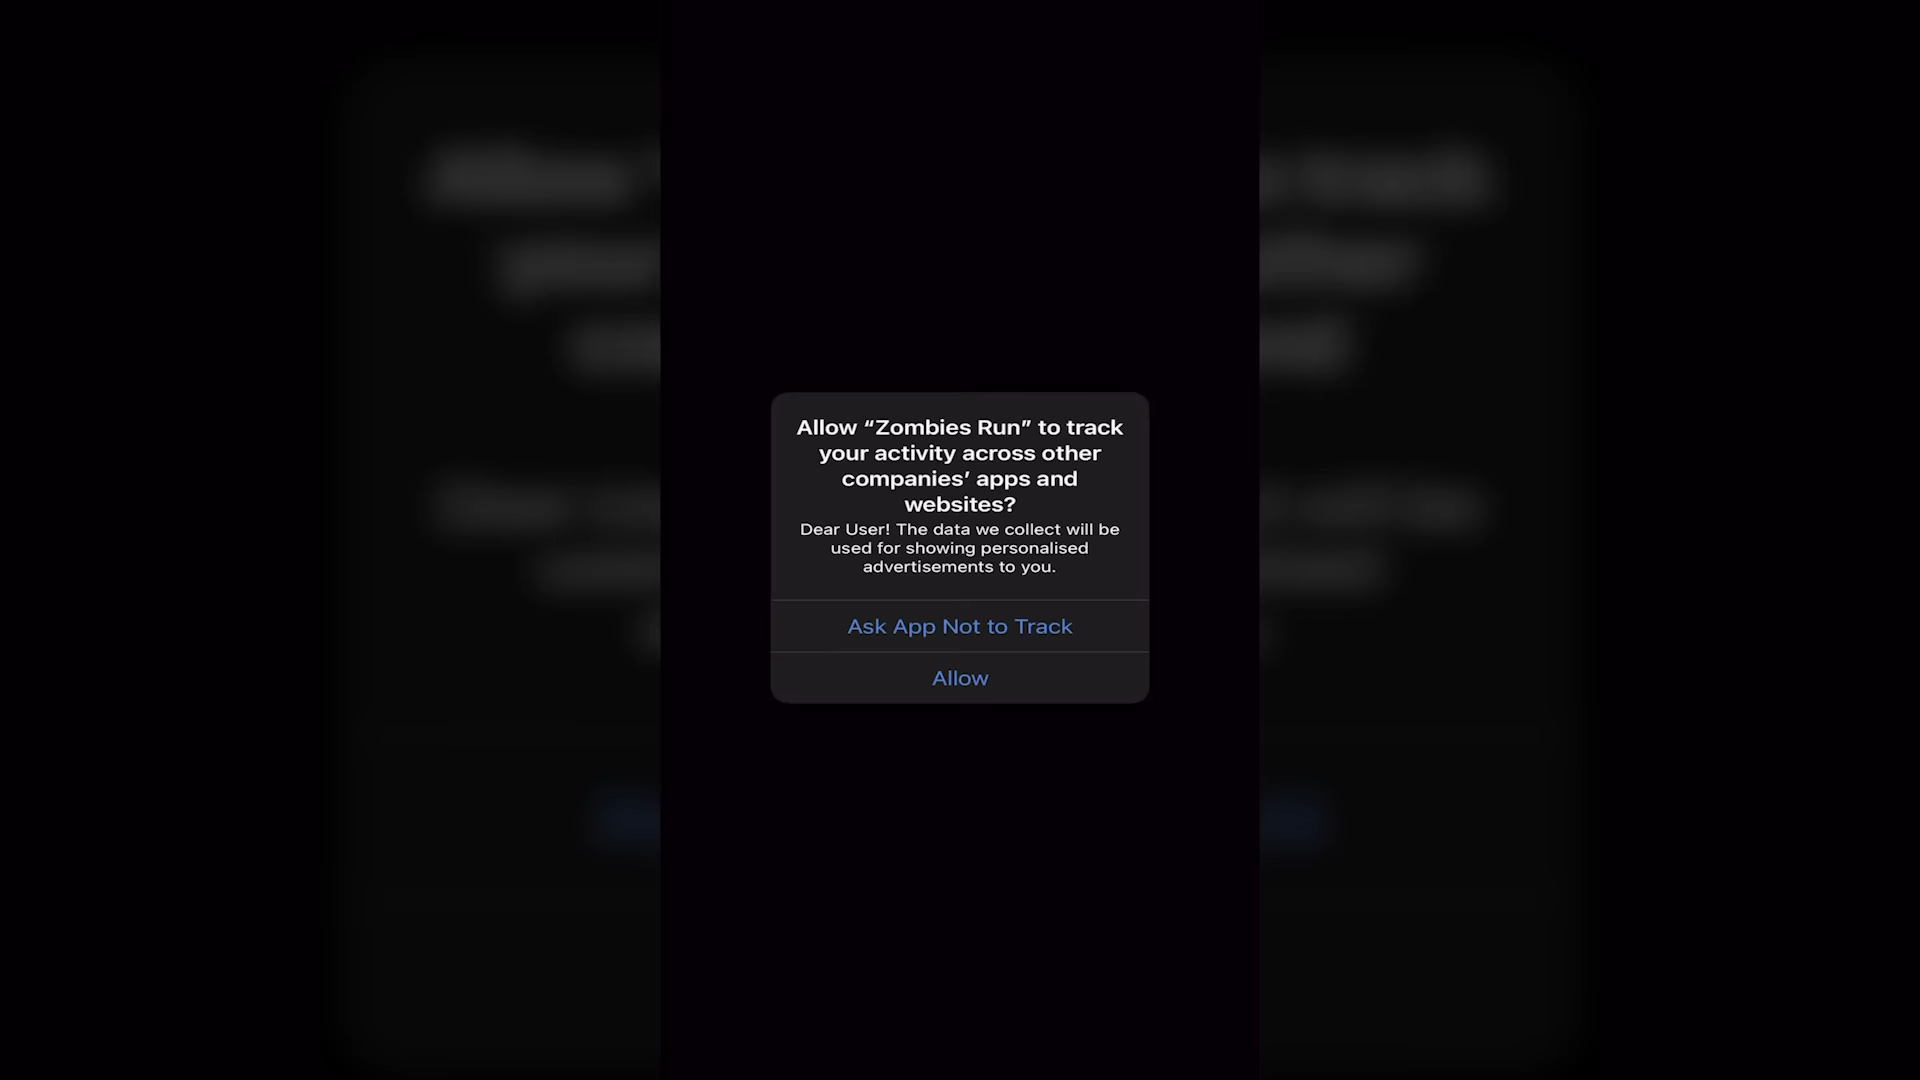 Allow “Zombies Run” to track
your activity across other
companies’ apps and
websites?
Dear User! The data we collect will be
used for showing personalised
advertisements to you.
Ask App Not to Track
Allow